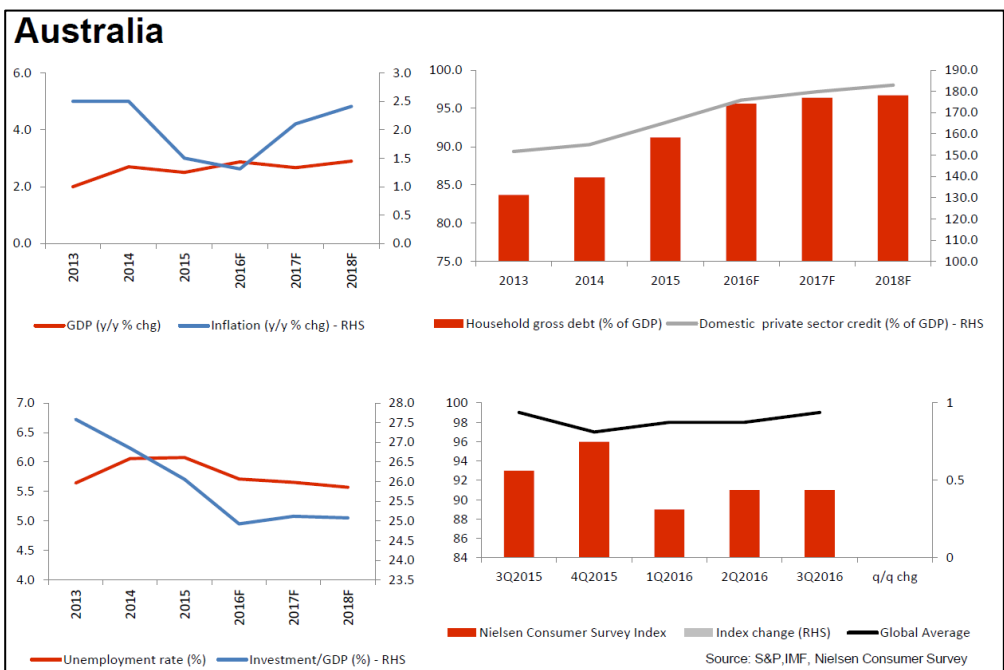 Australia
6.0
4.0
2.0
0.0
3.0
2.5
2.0
1.5
1.0
0.5
0.0
2013
2014
2015
2016F
2017F
2018F
GDP (y/y % chg)
Inflation (y/y % chg) - RHS
100.0
95.0
90.0
85.0
80.0
75.0
190.0
180.0
170.0
160.0
150.0
140.0
130.0
120.0
110.0
100.0
2013
2014
2015
2016F
2017F
2018F
Household gross debt (% of GDP)
Domestic private sector credit (% of GDP) - RHS
7.0
6.5
6.0
5.5
5.0
4.5
4.0
28.0
27.5
27.0
26.5
26.0
25.5
25.0
24.5
24.0
23.5
2013
2014
2015
2016F
2017F
2018F
Unemployment rate (%)
Investment/GDP (%) - RHS
100
98
96
94
92
90
88
86
84
1
0.5
0
3Q2015
4Q2015
1Q2016
2Q2016
3Q2016
q/q chg
Nielsen Consumer Survey Index
Index change (RHS)
Global Average
Source: S&P,IMF, Nielsen Consumer Survey